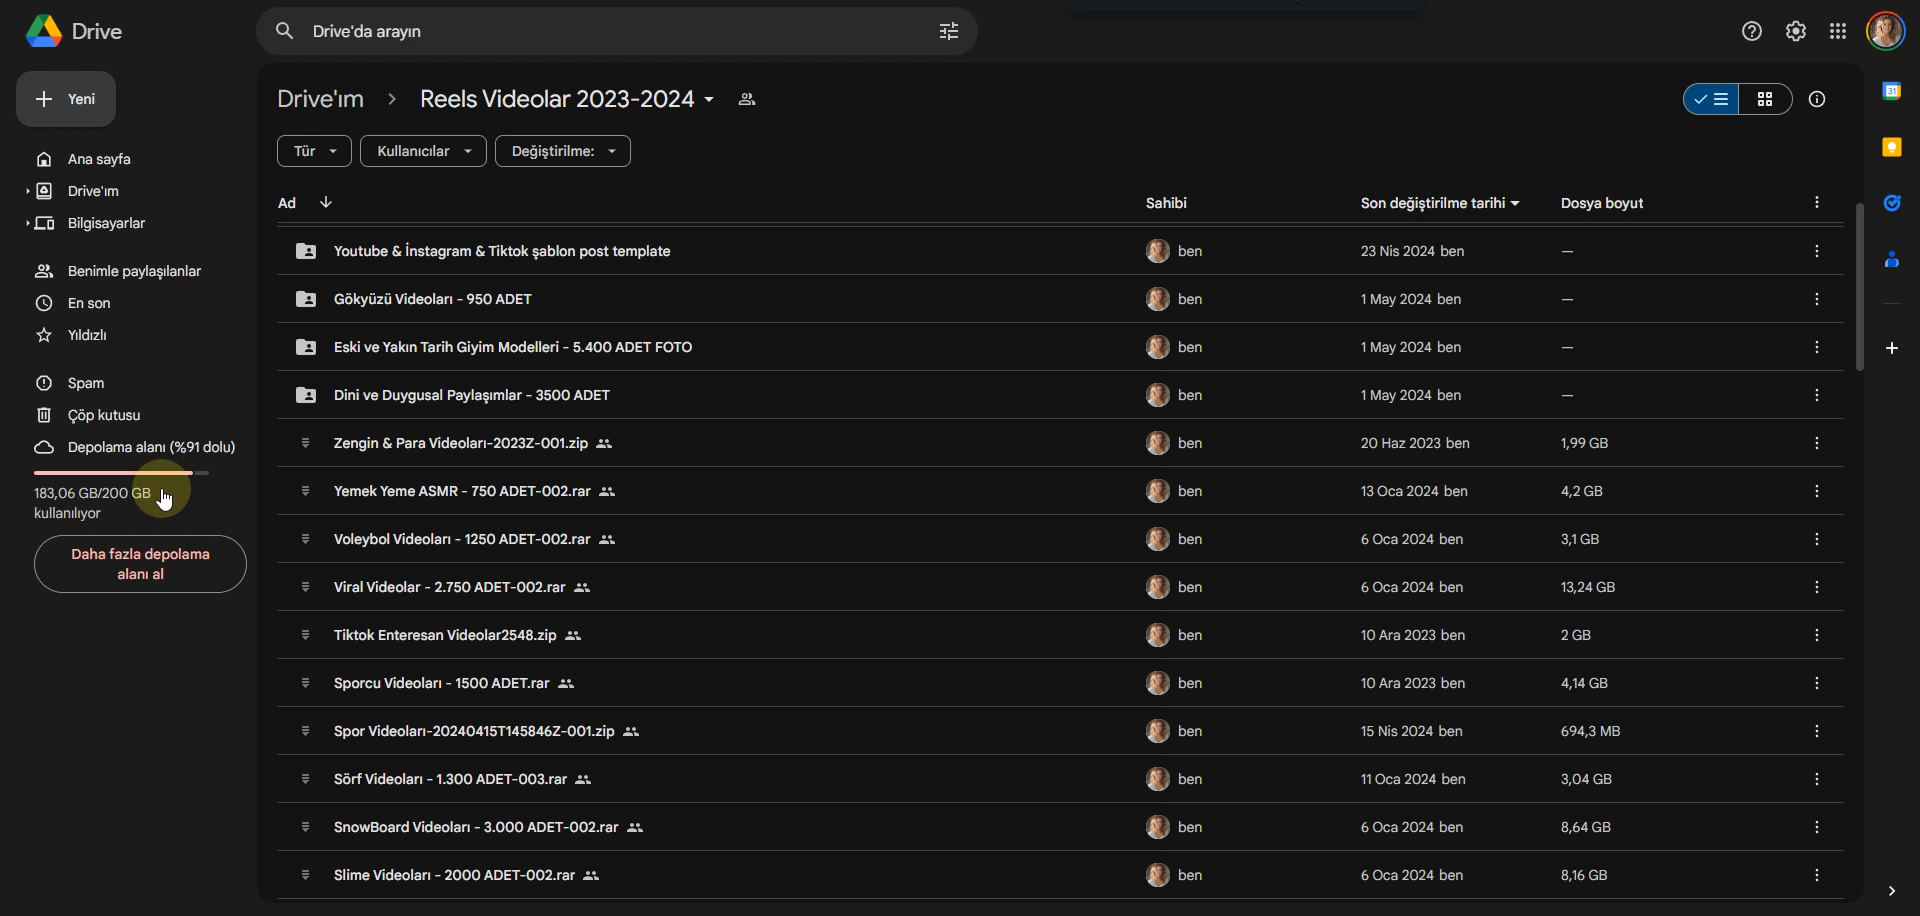 Drive
Drive'da arayın
Yeni
Ana sayfa
Drive'ım
Bilgisayarlar
Benimle paylaşılanlar
En son
Yıldızlı
Spam
Çöp kutusu
Depolama alanı (%91 dolu)
183,06 GB/200 GB
kullanılıyor
Daha fazla depolama
alanı al
Drive'ım > Reels Videolar 2023-2024
Tür Kullanıcılar Değiştirilme:
Ad Sahibi Son değiştirilme tarihi Dosya boyut
Youtube & İnstagram & Tiktok şablon post template ben 23 Nis 2024 ben —
Gökyüzü Videoları - 950 ADET ben 1 May 2024 ben —
Eski ve Yakın Tarih Giyim Modelleri - 5.400 ADET FOTO ben 1 May 2024 ben —
Dini ve Duygusal Paylaşımlar - 3500 ADET ben 1 May 2024 ben —
Zengin & Para Videoları-2023Z-001.zip ben 20 Haz 2023 ben 1,99 GB
Yemek Yeme ASMR - 750 ADET-002.rar ben 13 Oca 2024 ben 4,2 GB
Voleybol Videoları - 1250 ADET-002.rar ben 6 Oca 2024 ben 3,1 GB
Viral Videolar - 2.750 ADET-002.rar ben 6 Oca 2024 ben 13,24 GB
Tiktok Enteresan Videolar2548.zip ben 10 Ara 2023 ben 2 GB
Sporcu Videoları - 1500 ADET.rar ben 10 Ara 2023 ben 4,14 GB
Spor Videoları-20240415T145846Z-001.zip ben 15 Nis 2024 ben 694,3 MB
Sörf Videoları - 1.300 ADET-003.rar ben 11 Oca 2024 ben 3,04 GB
SnowBoard Videoları - 3.000 ADET-002.rar ben 6 Oca 2024 ben 8,64 GB
Slime Videoları - 2000 ADET-002.rar ben 6 Oca 2024 ben 8,16 GB
31